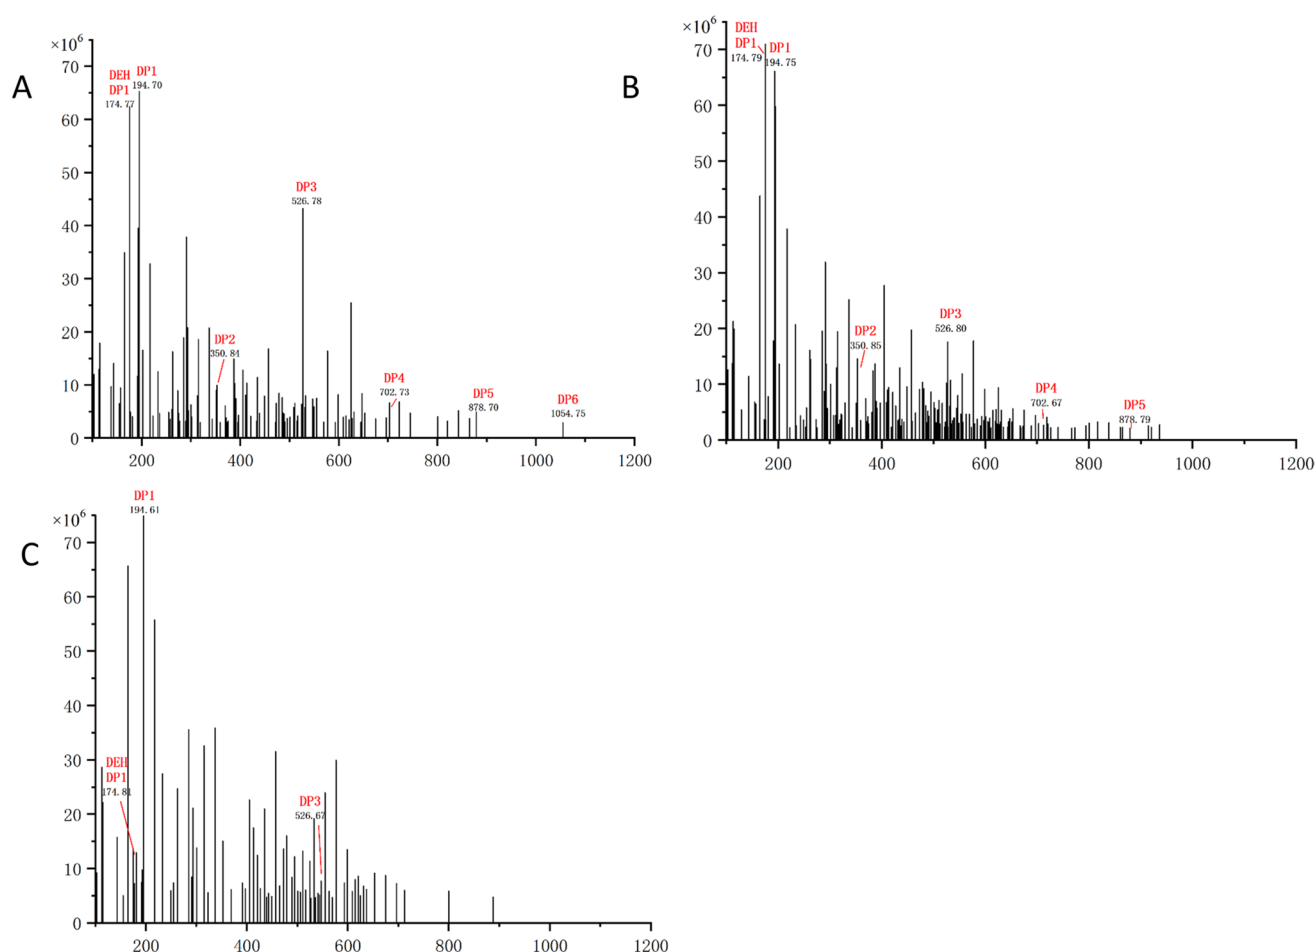 A
×10⁶
70
60
50
40
30
20
10
0
200
400
600
800
1000
1200
DEH
DP1
174.77
DP1
194.70
DP2
350.84
DP3
526.78
DP4
702.73
DP5
878.70
DP6
1054.75
B
×10⁶
70
60
50
40
30
20
10
0
200
400
600
800
1000
1200
DEH
DP1
174.79
DP1
194.75
DP2
350.85
DP3
526.80
DP4
702.67
DP5
878.79
C
×10⁶
70
60
50
40
30
20
10
0
200
400
600
800
1000
1200
DP1
194.61
DEH
DP1
174.81
DP3
526.67